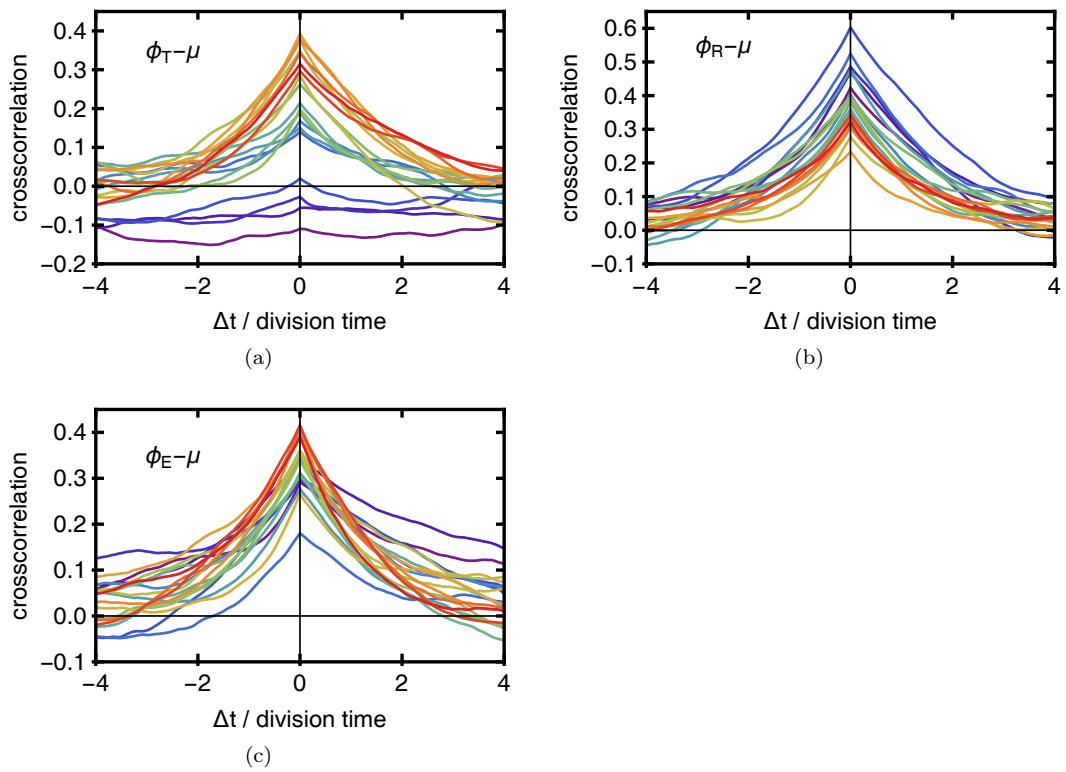 ϕT−μ
crosscorrelation
0.4
0.3
0.2
0.1
0.0
−0.1
−0.2
−4 −2 0 2 4
Δt / division time
(a)
ϕR−μ
crosscorrelation
0.6
0.5
0.4
0.3
0.2
0.1
0.0
−0.1
−4 −2 0 2 4
Δt / division time
(b)
ϕE−μ
crosscorrelation
0.4
0.3
0.2
0.1
0.0
−0.1
−4 −2 0 2 4
Δt / division time
(c)